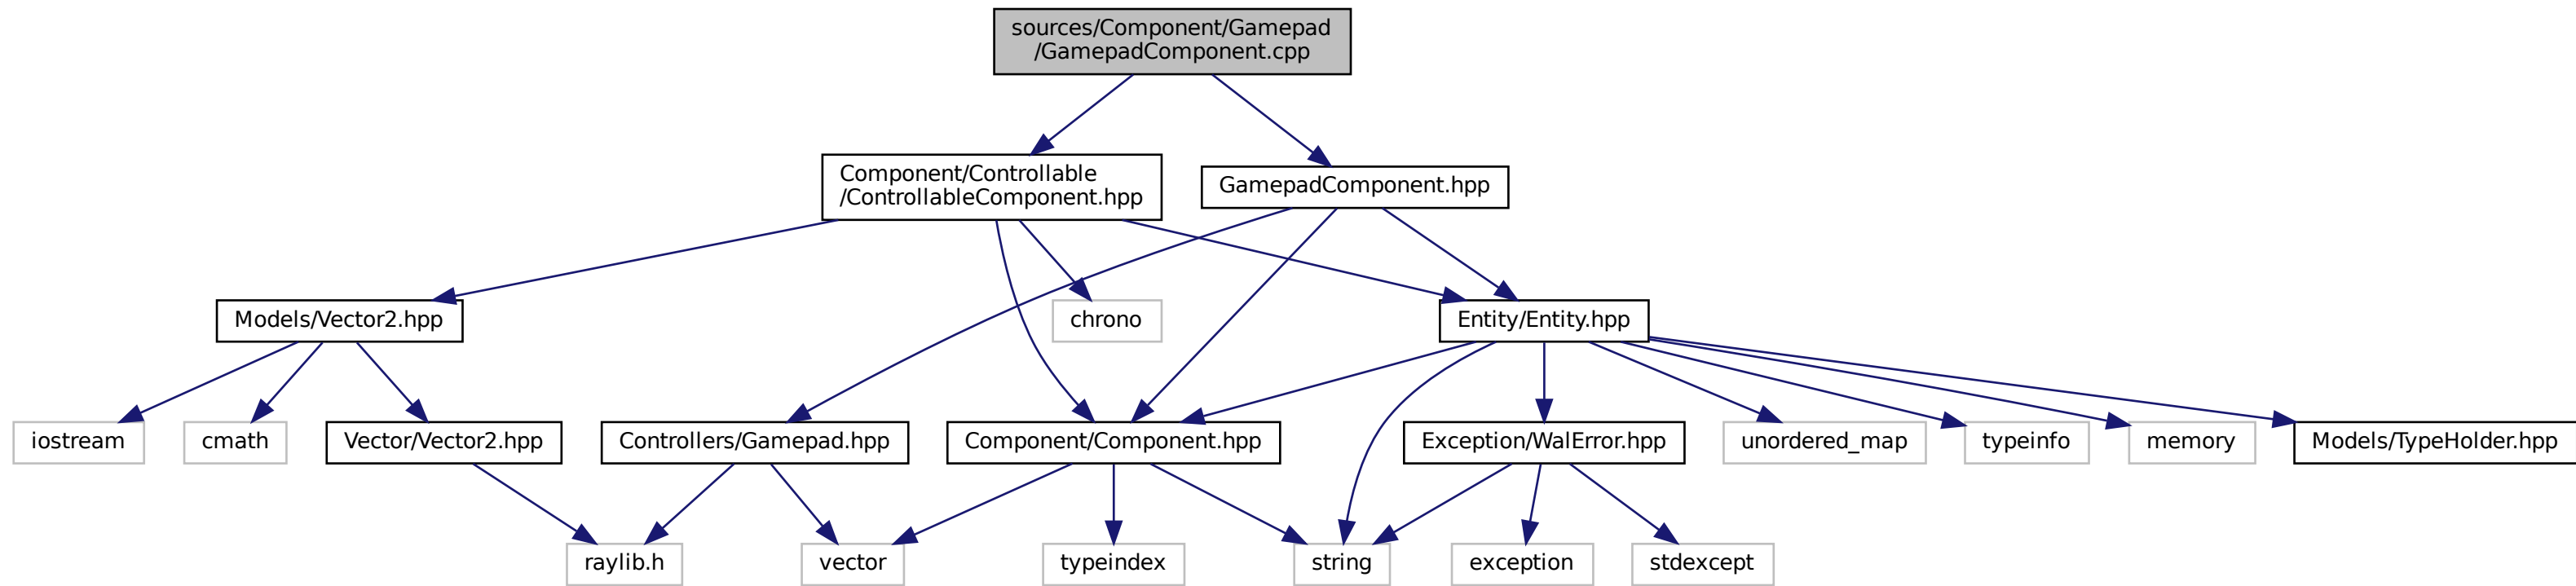 sources/Component/Gamepad
/GamepadComponent.cpp
Component/Controllable
/ControllableComponent.hpp
GamepadComponent.hpp
Models/Vector2.hpp
chrono
Entity/Entity.hpp
iostream
cmath
Vector/Vector2.hpp
Controllers/Gamepad.hpp
Component/Component.hpp
Exception/WalError.hpp
unordered_map
typeinfo
memory
Models/TypeHolder.hpp
raylib.h
vector
typeindex
string
exception
stdexcept